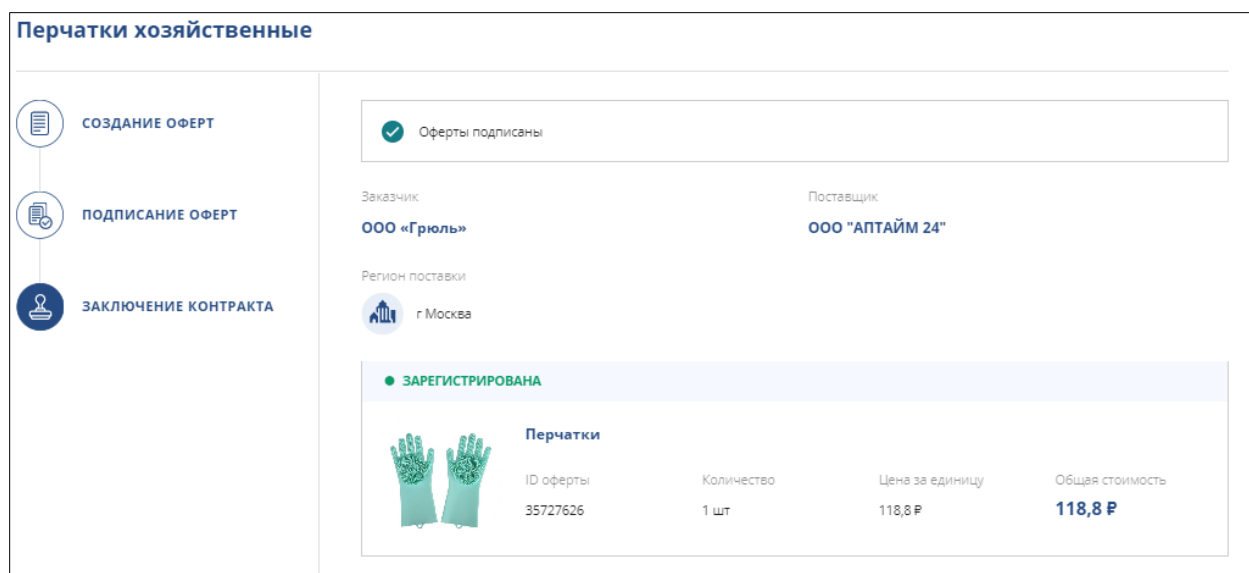 Перчатки хозяйственные
СОЗДАНИЕ ОФЕРТ
ПОДПИСАНИЕ ОФЕРТ
ЗАКЛЮЧЕНИЕ КОНТРАКТА
Оферты подписаны
Заказчик Поставщик
ООО «Грюль» ООО "АПТАЙМ 24"
Регион поставки
г Москва
ЗАРЕГИСТРИРОВАНА
Перчатки
ID оферты Количество Цена за единицу Общая стоимость
35727626 1 шт 118,8 ₽ 118,8 ₽